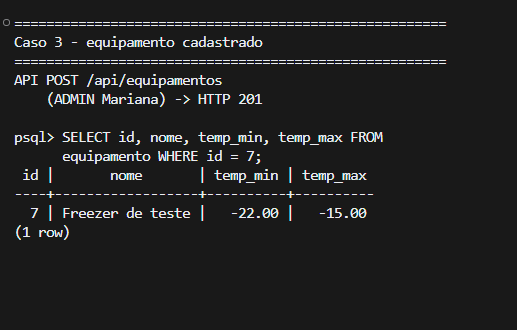 ======================================================
Caso 3 - equipamento cadastrado
======================================================
API POST /api/equipamentos
    (ADMIN Mariana) -> HTTP 201

psql> SELECT id, nome, temp_min, temp_max FROM
      equipamento WHERE id = 7;
 id |       nome       | temp_min | temp_max
----+------------------+----------+----------
  7 | Freezer de teste |   -22.00 |   -15.00
(1 row)